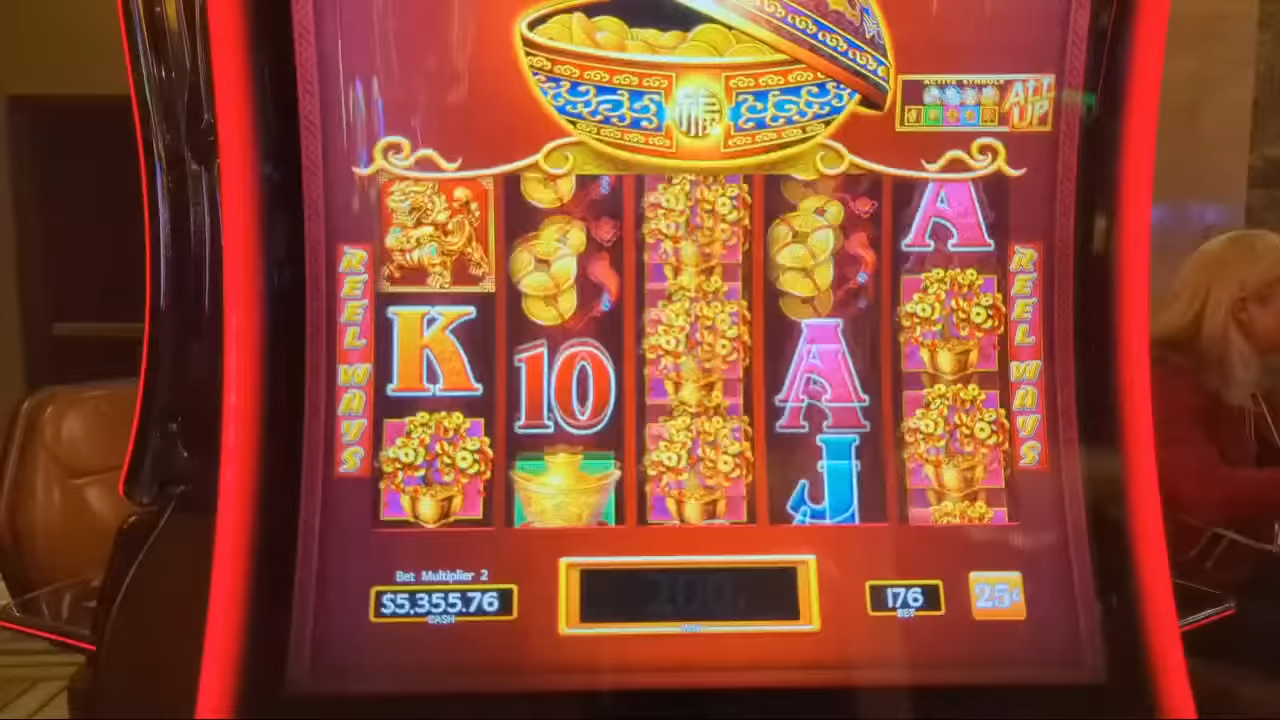 ACTIVE SYMBOLS
ALL
UP
A
REEL WAYS
REEL WAYS
K
10
A
J
Bet Multiplier 2
$5,355.76
CASH
WIN
176
BET
25¢